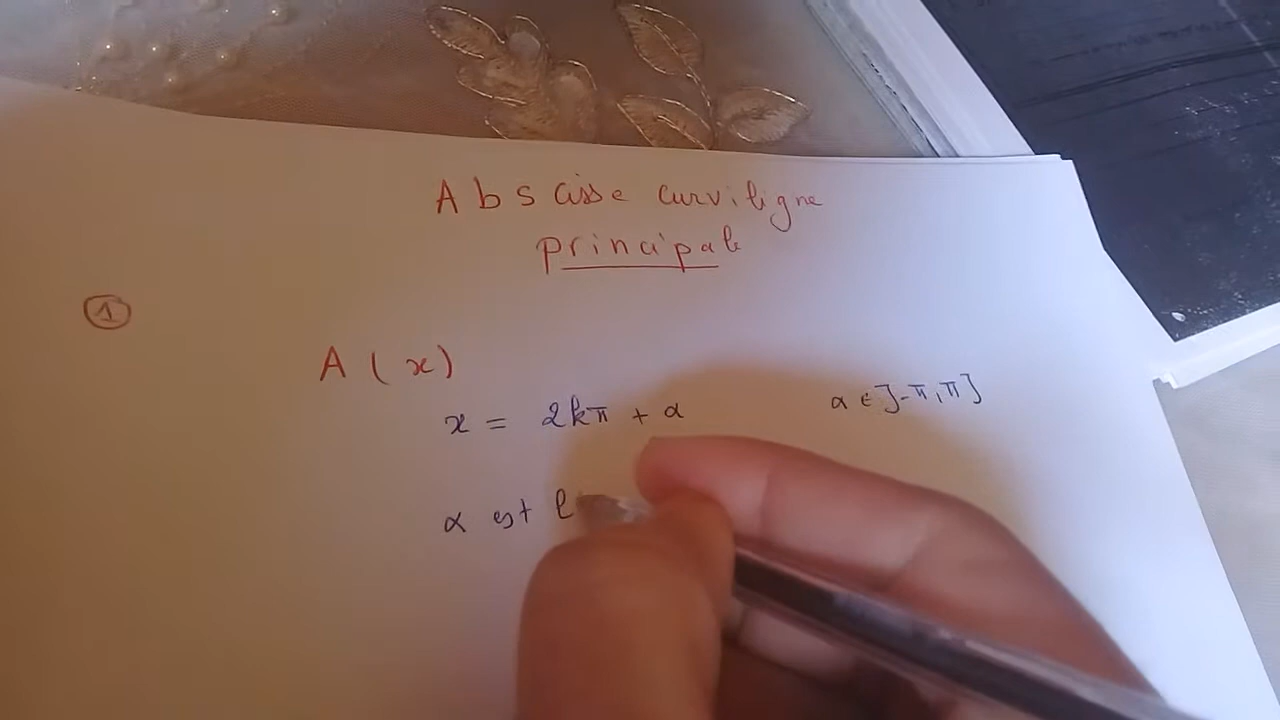 Abscisse curviligne
principale
1
A (x)
x = 2kπ + α α ∈ ]-π, π]
α est l'